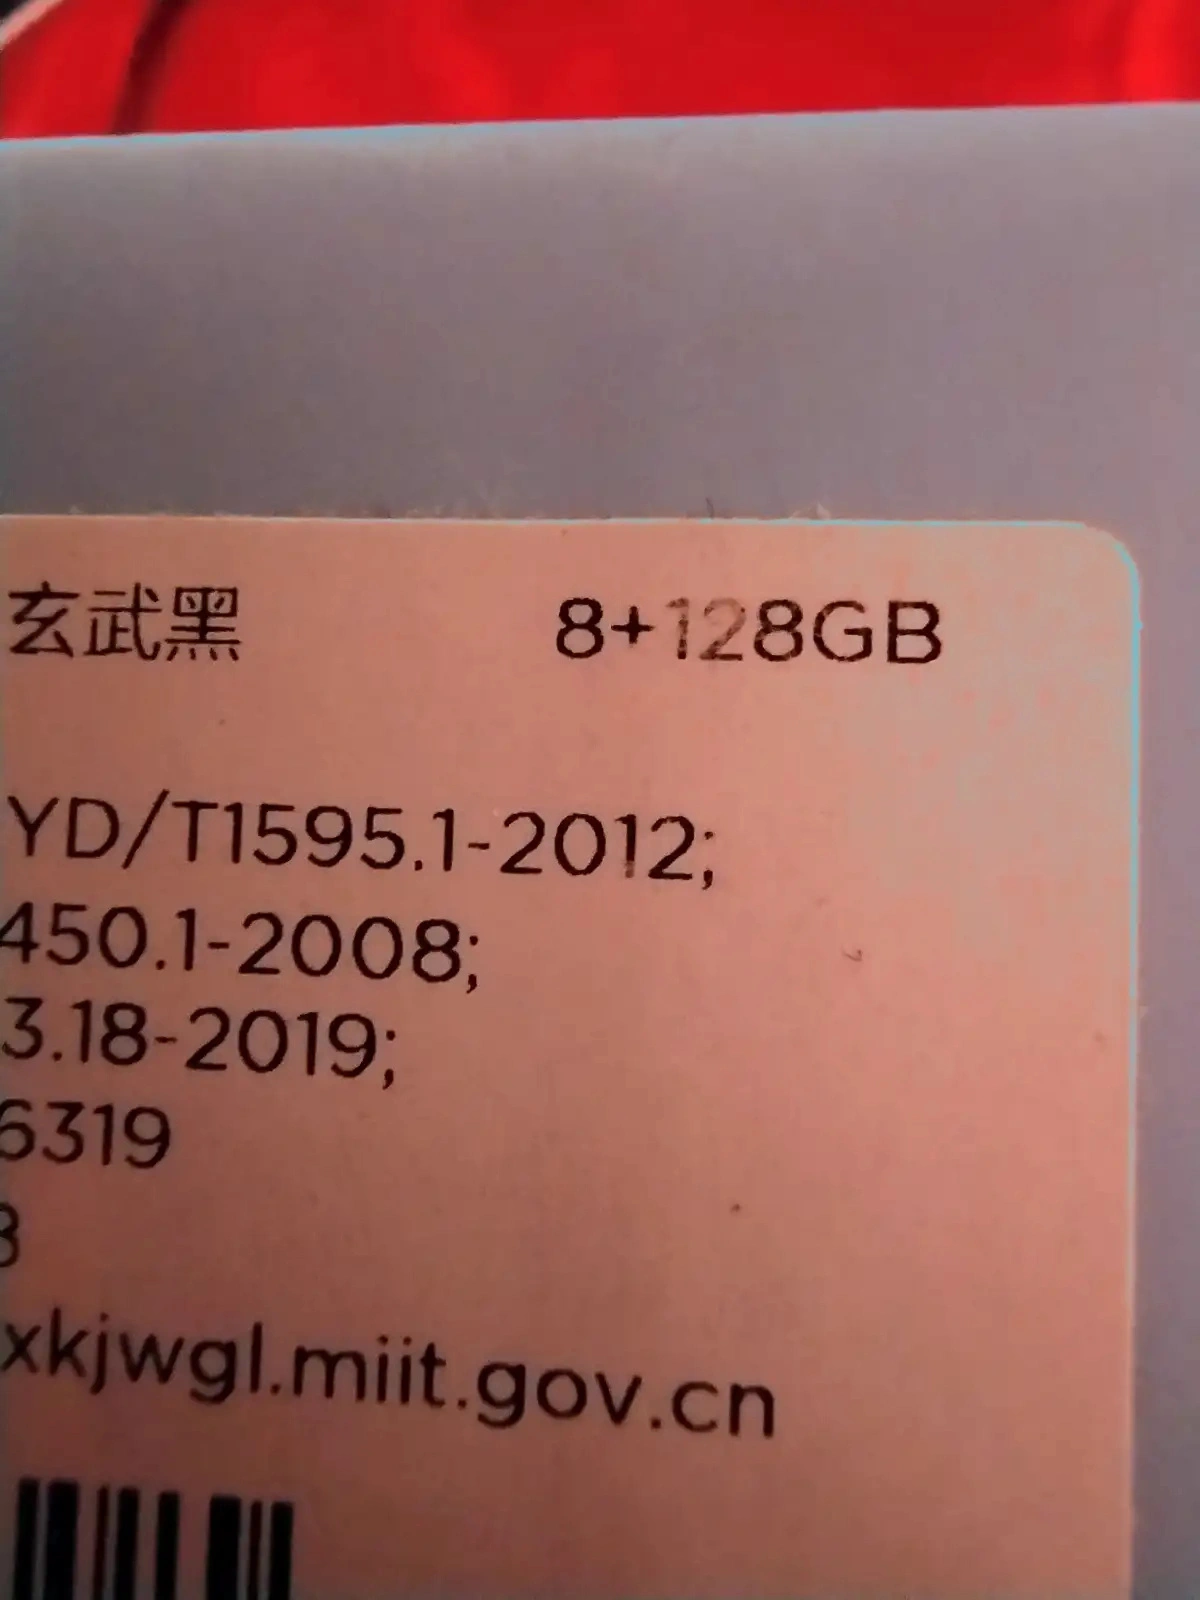 玄武黑 8+128GB
YD/T1595.1-2012;
450.1-2008;
3.18-2019;
6319
xkjwgl.miit.gov.cn